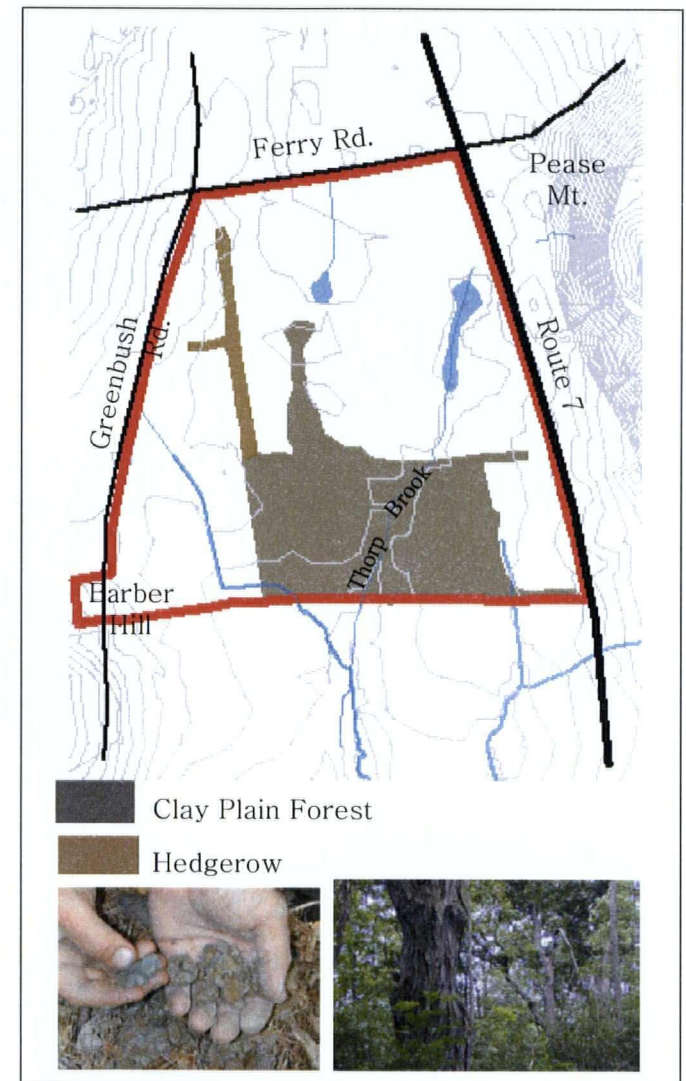 Ferry Rd.
Pease
Mt.
Greenbush
Rd.
Route 7
Thorp Brook
Barber
Hill
Clay Plain Forest
Hedgerow